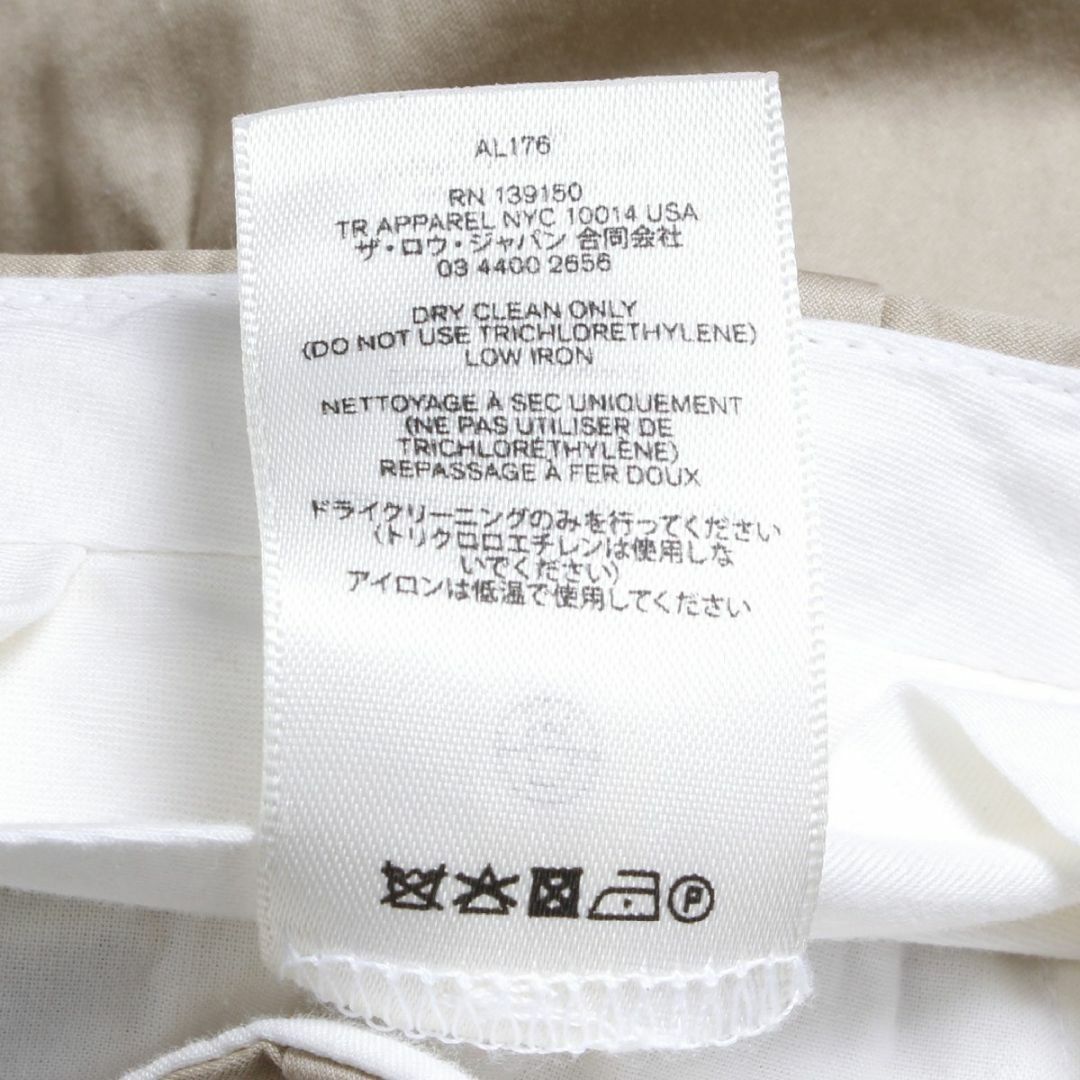 AL176
RN 139150
TR APPAREL NYC 10014 USA
ザ・ロウ・ジャパン 合同会社
03 4400 2656
DRY CLEAN ONLY
(DO NOT USE TRICHLORETHYLENE)
LOW IRON
NETTOYAGE À SEC UNIQUEMENT
(NE PAS UTILISER DE
TRICHLORÉTHYLÈNE)
REPASSAGE À FER DOUX
ドライクリーニングのみを行ってください
(トリクロロエチレンは使用しな
いでください)
アイロンは低温で使用してください
P